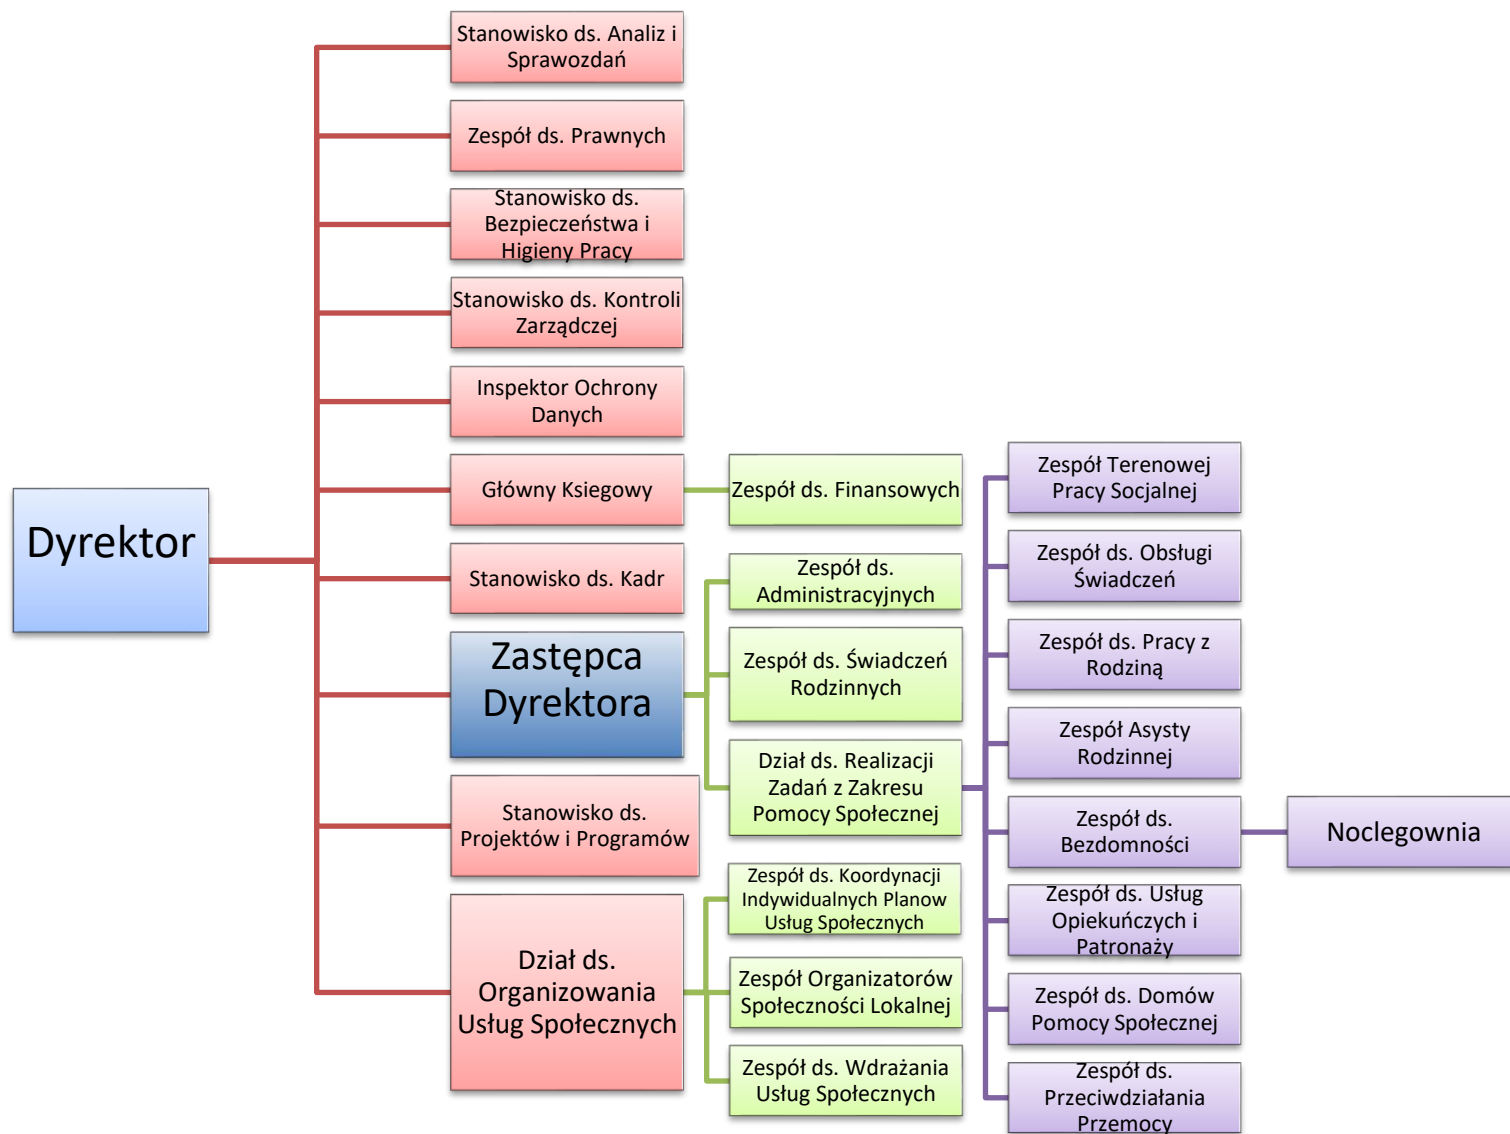 Dyrektor
Stanowisko ds. Analiz i
Sprawozdań
Zespół ds. Prawnych
Stanowisko ds.
Bezpieczeństwa i
Higieny Pracy
Stanowisko ds. Kontroli
Zarządczej
Inspektor Ochrony
Danych
Główny Ksiegowy
Zespół ds. Finansowych
Stanowisko ds. Kadr
Zastępca
Dyrektora
Zespół ds.
Administracyjnych
Zespół ds. Świadczeń
Rodzinnych
Dział ds. Realizacji
Zadań z Zakresu
Pomocy Społecznej
Zespół Terenowej
Pracy Socjalnej
Zespół ds. Obsługi
Świadczeń
Zespół ds. Pracy z
Rodziną
Zespół Asysty
Rodzinnej
Zespół ds.
Bezdomności
Noclegownia
Zespół ds. Usług
Opiekuńczych i
Patronaży
Zespół ds. Domów
Pomocy Społecznej
Zespół ds.
Przeciwdziałania
Przemocy
Stanowisko ds.
Projektów i Programów
Dział ds.
Organizowania
Usług Społecznych
Zespół ds. Koordynacji
Indywidualnych Planow
Usług Społecznych
Zespół Organizatorów
Społeczności Lokalnej
Zespół ds. Wdrażania
Usług Społecznych